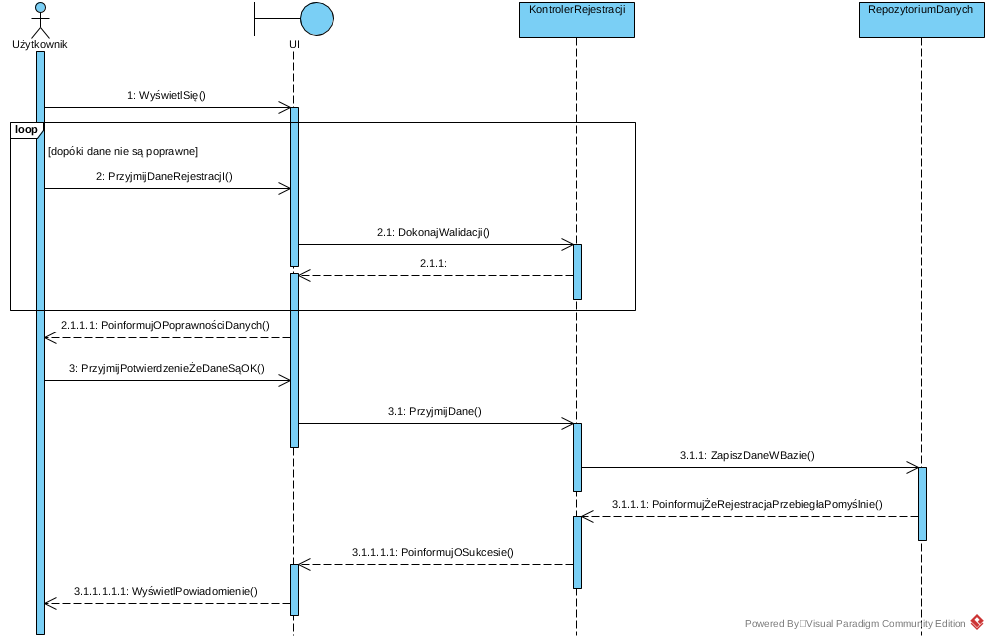 KontrolerRejestracji
RepozytoriumDanych
Użytkownik
UI
1: WyświetlSię()
loop
[dopóki dane nie są poprawne]
2: PrzyjmijDaneRejestracjI()
2.1: DokonajWalidacji()
2.1.1:
2.1.1.1: PoinformujOPoprawnościDanych()
3: PrzyjmijPotwierdzenieŻeDaneSąOK()
3.1: PrzyjmijDane()
3.1.1: ZapiszDaneWBazie()
3.1.1.1: PoinformujŻeRejestracjaPrzebiegłaPomyślnie()
3.1.1.1.1: PoinformujOSukcesie()
3.1.1.1.1.1: WyświetlPowiadomienie()
Powered By Visual Paradigm Community Edition